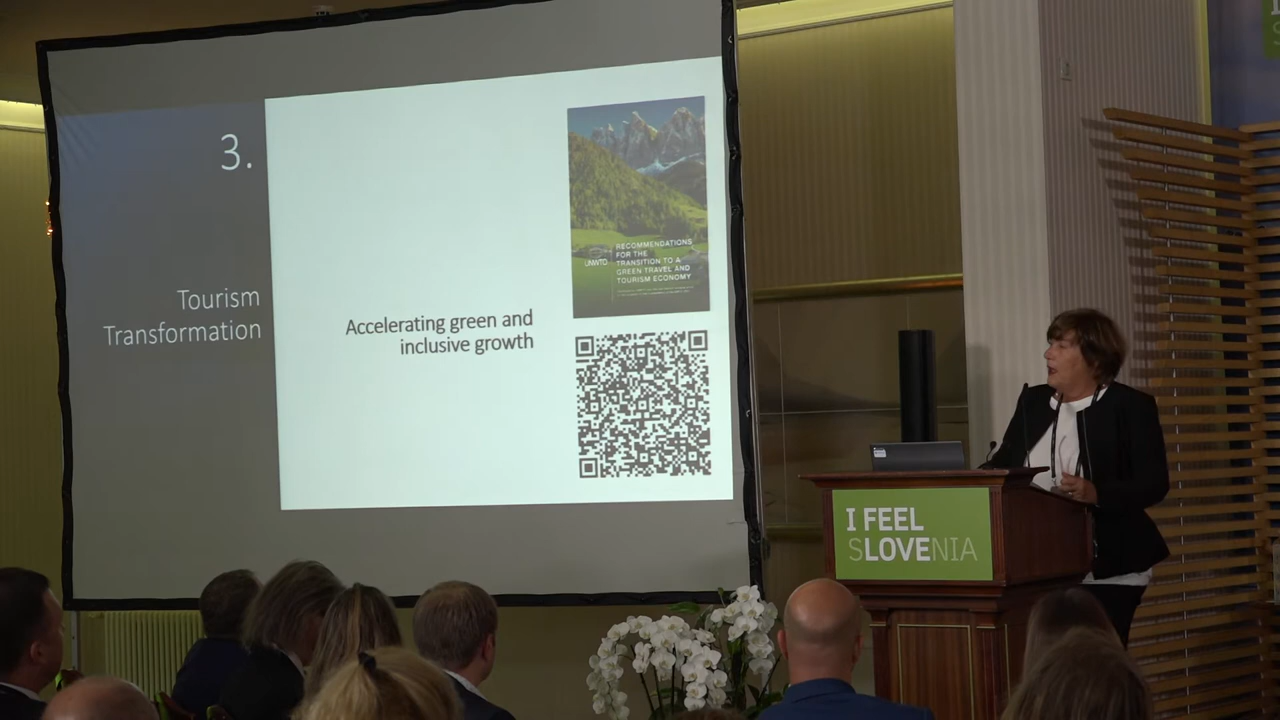 3.
Tourism
Transformation
Accelerating green and
inclusive growth
UNWTO
RECOMMENDATIONS
FOR THE
TRANSITION TO A
GREEN TRAVEL AND
TOURISM ECONOMY
I FEEL
SLOVENIA